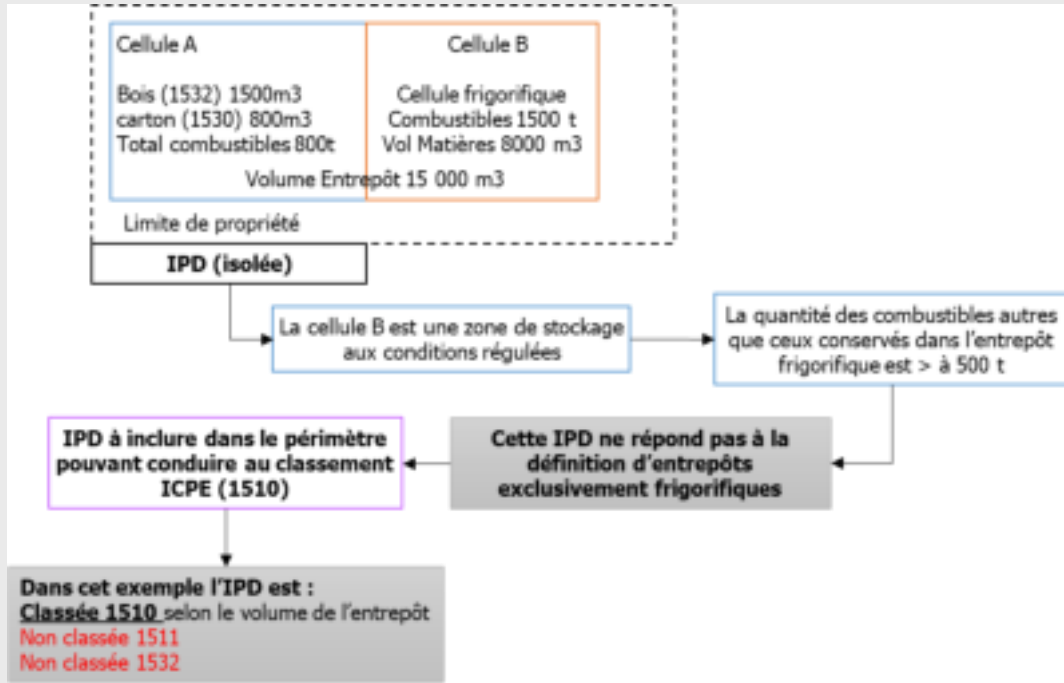 Cellule A
Bois (1532) 1500m3
carton (1530) 800m3
Total combustibles 800t
Cellule B
Cellule frigorifique
Combustibles 1500 t
Vol Matières 8000 m3
Volume Entrepôt 15 000 m3
Limite de propriété
IPD (isolée)
La cellule B est une zone de stockage
aux conditions régulées
La quantité des combustibles autres
que ceux conservés dans l'entrepôt
frigorifique est > à 500 t
Cette IPD ne répond pas à la
définition d'entrepôts
exclusivement frigorifiques
IPD à inclure dans le périmètre
pouvant conduire au classement
ICPE (1510)
Dans cet exemple l'IPD est :
Classée 1510 selon le volume de l'entrepôt
Non classée 1511
Non classée 1532